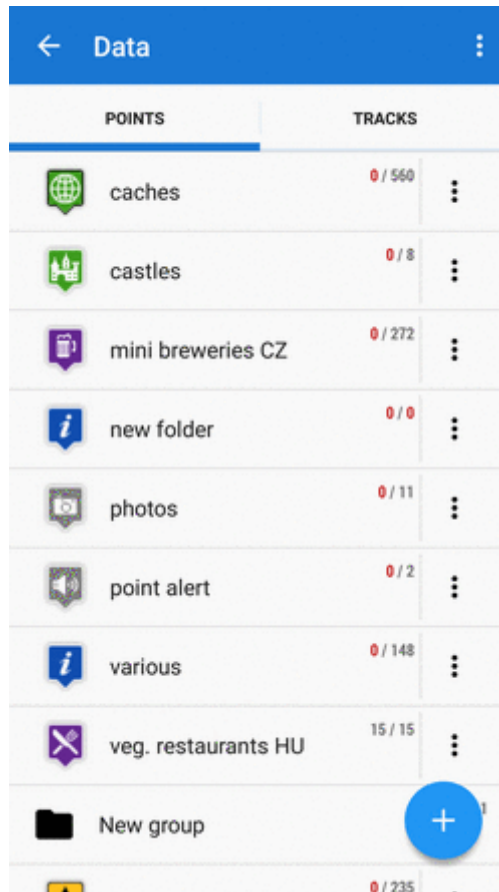 Data
POINTS
TRACKS
caches
0 / 560
castles
0 / 8
mini breweries CZ
0 / 272
new folder
0 / 0
photos
0 / 11
point alert
0 / 2
various
0 / 148
veg. restaurants HU
15 / 15
New group
1
0 / 235